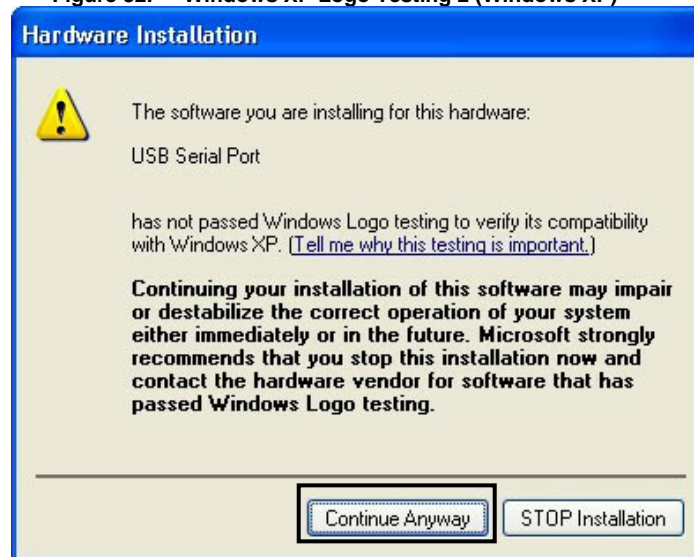 Hardware Installation
The software you are installing for this hardware:
USB Serial Port
has not passed Windows Logo testing to verify its compatibility
with Windows XP. (Tell me why this testing is important.)
Continuing your installation of this software may impair
or destabilize the correct operation of your system
either immediately or in the future. Microsoft strongly
recommends that you stop this installation now and
contact the hardware vendor for software that has
passed Windows Logo testing.
Continue Anyway STOP Installation